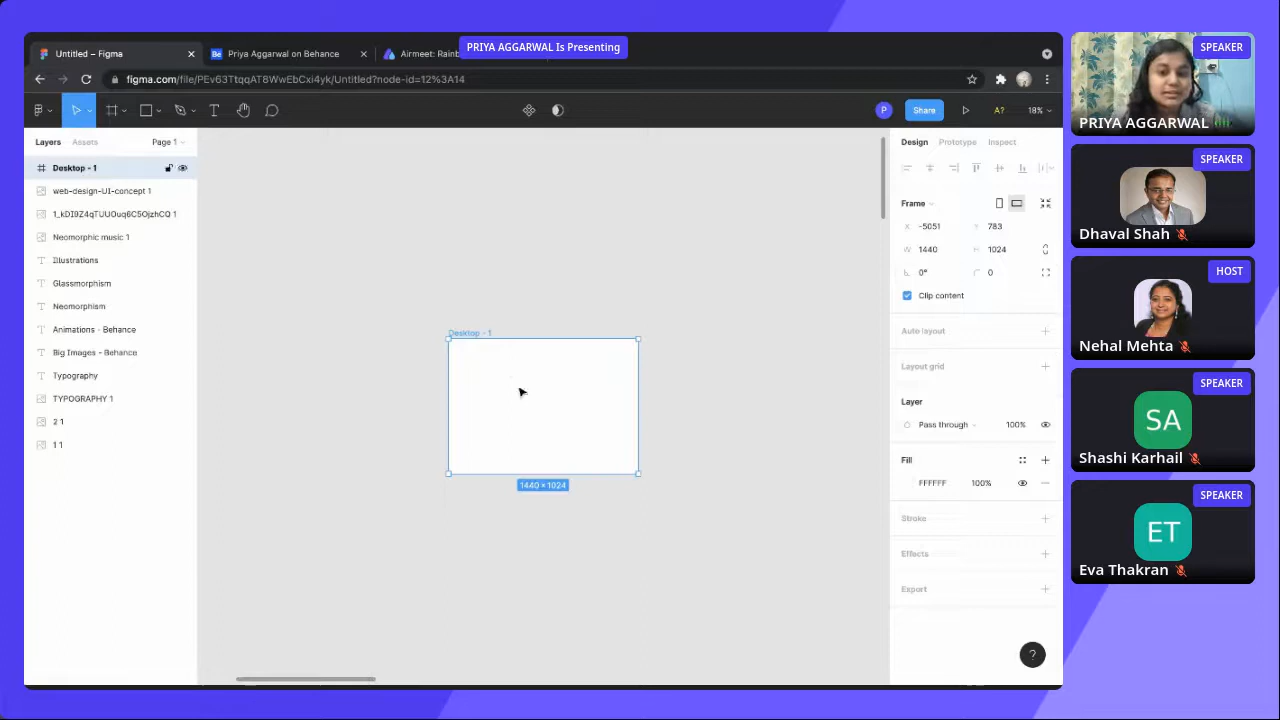 PRIYA AGGARWAL Is Presenting
Untitled – Figma
Priya Aggarwal on Behance
Airmeet: Rainb
figma.com/file/PEv63TtqqAT8WwEbCxi4yk/Untitled?node-id=12%3A14
P
Share
A?
18%
Layers
Assets
Page 1
Desktop - 1
web-design-UI-concept 1
1_kDI9Z4qTUUOuq6C5OjzhCQ 1
Neomorphic music 1
Illustrations
Glassmorphism
Neomorphism
Animations - Behance
Big Images - Behance
Typography
TYPOGRAPHY 1
2 1
1 1
Desktop - 1
1440 × 1024
Design
Prototype
Inspect
Frame
X -5051
Y 783
W 1440
H 1024
0°
0
Clip content
Auto layout
Layout grid
Layer
Pass through
100%
Fill
FFFFFF
100%
Stroke
Effects
Export
?
SPEAKER
PRIYA AGGARWAL
SPEAKER
Dhaval Shah
HOST
Nehal Mehta
SPEAKER
SA
Shashi Karhail
SPEAKER
ET
Eva Thakran